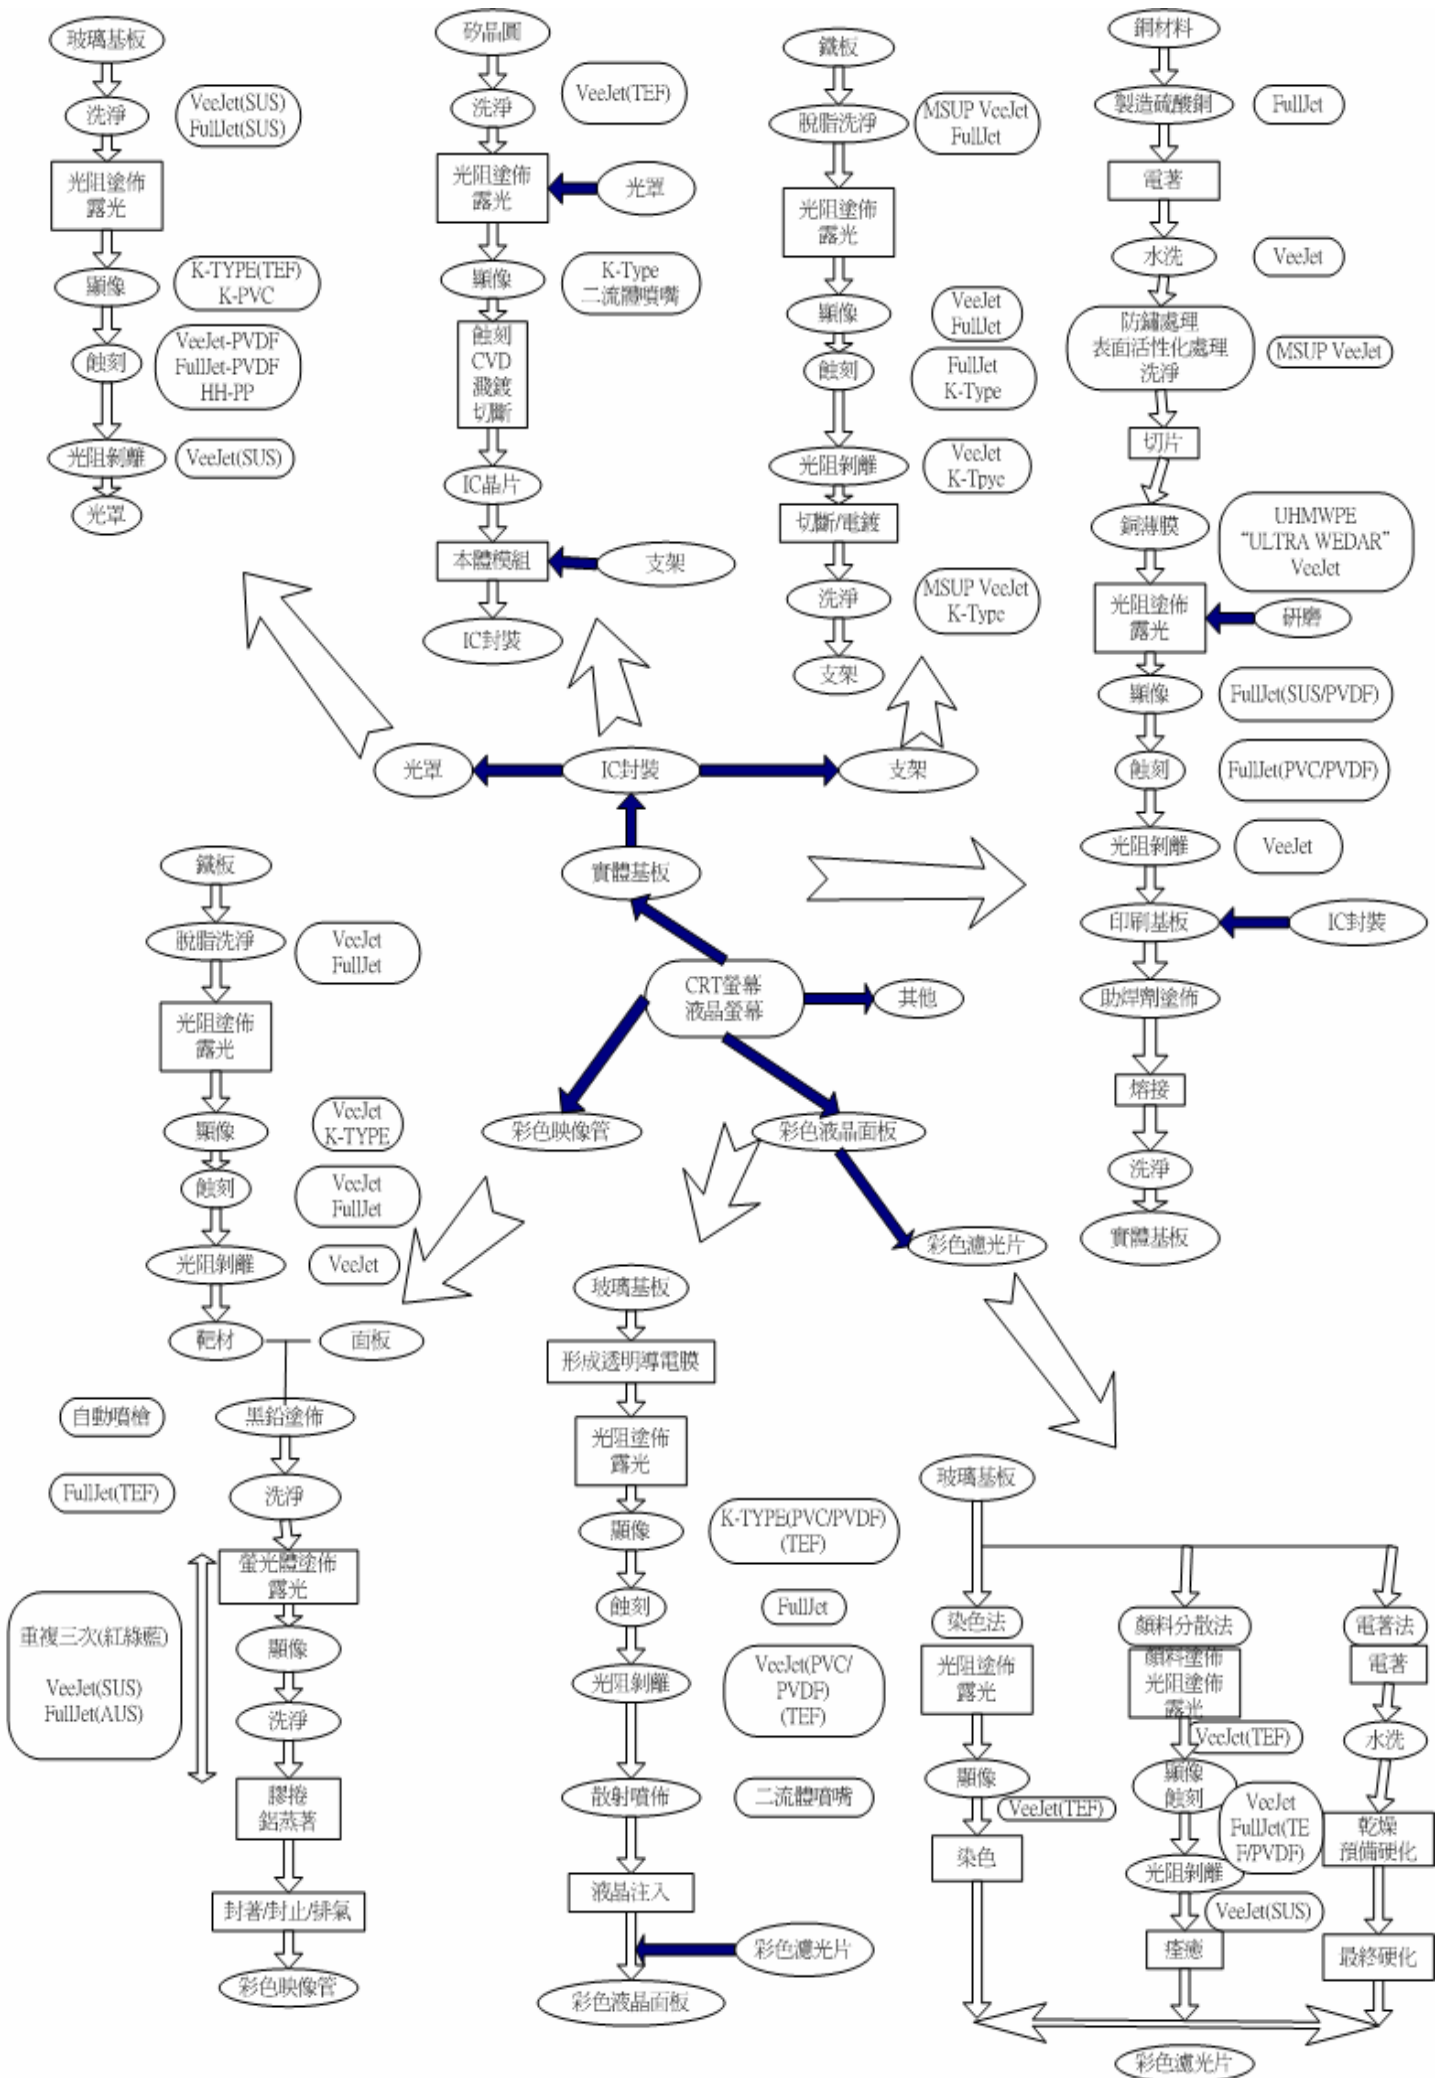 玻璃基板
洗淨
VeeJet(SUS)
FullJet(SUS)
光阻塗佈
露光
顯像
K-TYPE(TEF)
K-PVC
蝕刻
VeeJet-PVDF
FullJet-PVDF
HH-PP
光阻剝離
VeeJet(SUS)
光罩
矽晶圓
洗淨
VeeJet(TEF)
光阻塗佈
露光
光罩
顯像
K-Type
二流體噴嘴
蝕刻
CVD
濺鍍
切斷
IC晶片
本體模組
支架
IC封裝
鐵板
脫脂洗淨
MSUP VeeJet
FullJet
光阻塗佈
露光
顯像
VeeJet
FullJet
蝕刻
FullJet
K-Type
光阻剝離
VeeJet
K-Tpye
切斷/電鍍
洗淨
MSUP VeeJet
K-Type
支架
銅材料
製造硫酸銅
FullJet
電著
水洗
VeeJet
防鏽處理
表面活性化處理
洗淨
MSUP VeeJet
切片
銅薄膜
UHMWPE
“ULTRA WEDAR”
VeeJet
光阻塗佈
露光
研磨
顯像
FullJet(SUS/PVDF)
蝕刻
FullJet(PVC/PVDF)
光阻剝離
VeeJet
印刷基板
IC封裝
助焊劑塗佈
熔接
洗淨
實體基板
光罩
IC封裝
支架
實體基板
CRT螢幕
液晶螢幕
其他
彩色映像管
彩色液晶面板
彩色濾光片
鐵板
脫脂洗淨
VeeJet
FullJet
光阻塗佈
露光
顯像
VeeJet
K-TYPE
蝕刻
VeeJet
FullJet
光阻剝離
VeeJet
靶材
面板
自動噴槍
黑鉛塗佈
FullJet(TEF)
洗淨
螢光體塗佈
露光
重複三次(紅綠藍)
VeeJet(SUS)
FullJet(AUS)
顯像
洗淨
膠捲
鋁蒸著
封著/封止/排氣
彩色映像管
玻璃基板
形成透明導電膜
光阻塗佈
露光
顯像
K-TYPE(PVC/PVDF)
(TEF)
蝕刻
FullJet
光阻剝離
VeeJet(PVC/
PVDF)
(TEF)
散射噴佈
二流體噴嘴
液晶注入
彩色濾光片
彩色液晶面板
玻璃基板
染色法
光阻塗佈
露光
顯像
VeeJet(TEF)
染色
顏料分散法
顏料塗佈
光阻塗佈
露光
VeeJet(TEF)
顯像
蝕刻
VeeJet
FullJet(TE
F/PVDF)
光阻剝離
VeeJet(SUS)
痊癒
電著法
電著
水洗
乾燥
預備硬化
最終硬化
彩色濾光片